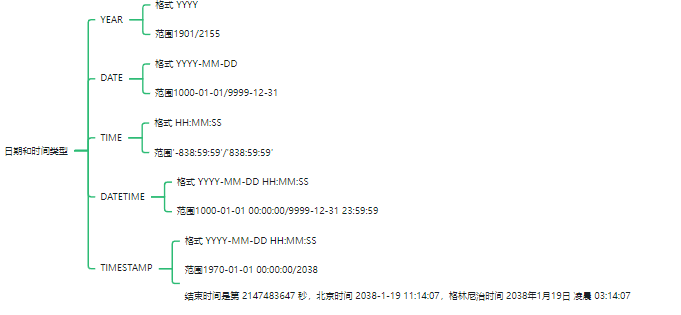 日期和时间类型
YEAR
格式 YYYY
范围1901/2155
DATE
格式 YYYY-MM-DD
范围1000-01-01/9999-12-31
TIME
格式 HH:MM:SS
范围'-838:59:59'/'838:59:59'
DATETIME
格式 YYYY-MM-DD HH:MM:SS
范围1000-01-01 00:00:00/9999-12-31 23:59:59
TIMESTAMP
格式 YYYY-MM-DD HH:MM:SS
范围1970-01-01 00:00:00/2038
结束时间是第 2147483647 秒，北京时间 2038-1-19 11:14:07，格林尼治时间 2038年1月19日 凌晨 03:14:07